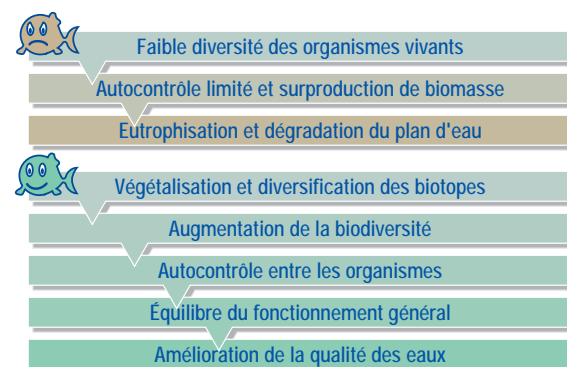 Faible diversité des organismes vivants
Autocontrôle limité et surproduction de biomasse
Eutrophisation et dégradation du plan d'eau
Végétalisation et diversification des biotopes
Augmentation de la biodiversité
Autocontrôle entre les organismes
Équilibre du fonctionnement général
Amélioration de la qualité des eaux